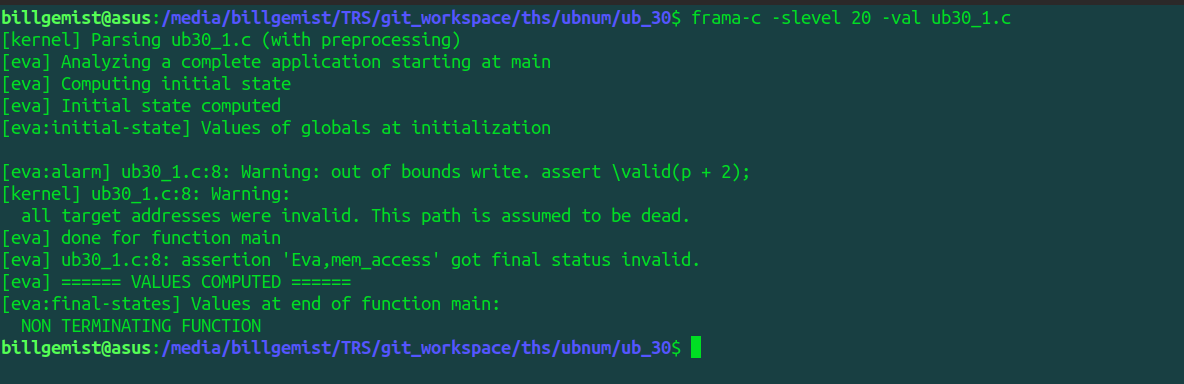 billgemist@asus:/media/billgemist/TRS/git_workspace/ths/ubnum/ub_30$ frama-c -slevel 20 -val ub30_1.c
[kernel] Parsing ub30_1.c (with preprocessing)
[eva] Analyzing a complete application starting at main
[eva] Computing initial state
[eva] Initial state computed
[eva:initial-state] Values of globals at initialization

[eva:alarm] ub30_1.c:8: Warning: out of bounds write. assert \valid(p + 2);
[kernel] ub30_1.c:8: Warning:
  all target addresses were invalid. This path is assumed to be dead.
[eva] done for function main
[eva] ub30_1.c:8: assertion 'Eva,mem_access' got final status invalid.
[eva] ====== VALUES COMPUTED ======
[eva:final-states] Values at end of function main:
  NON TERMINATING FUNCTION
billgemist@asus:/media/billgemist/TRS/git_workspace/ths/ubnum/ub_30$